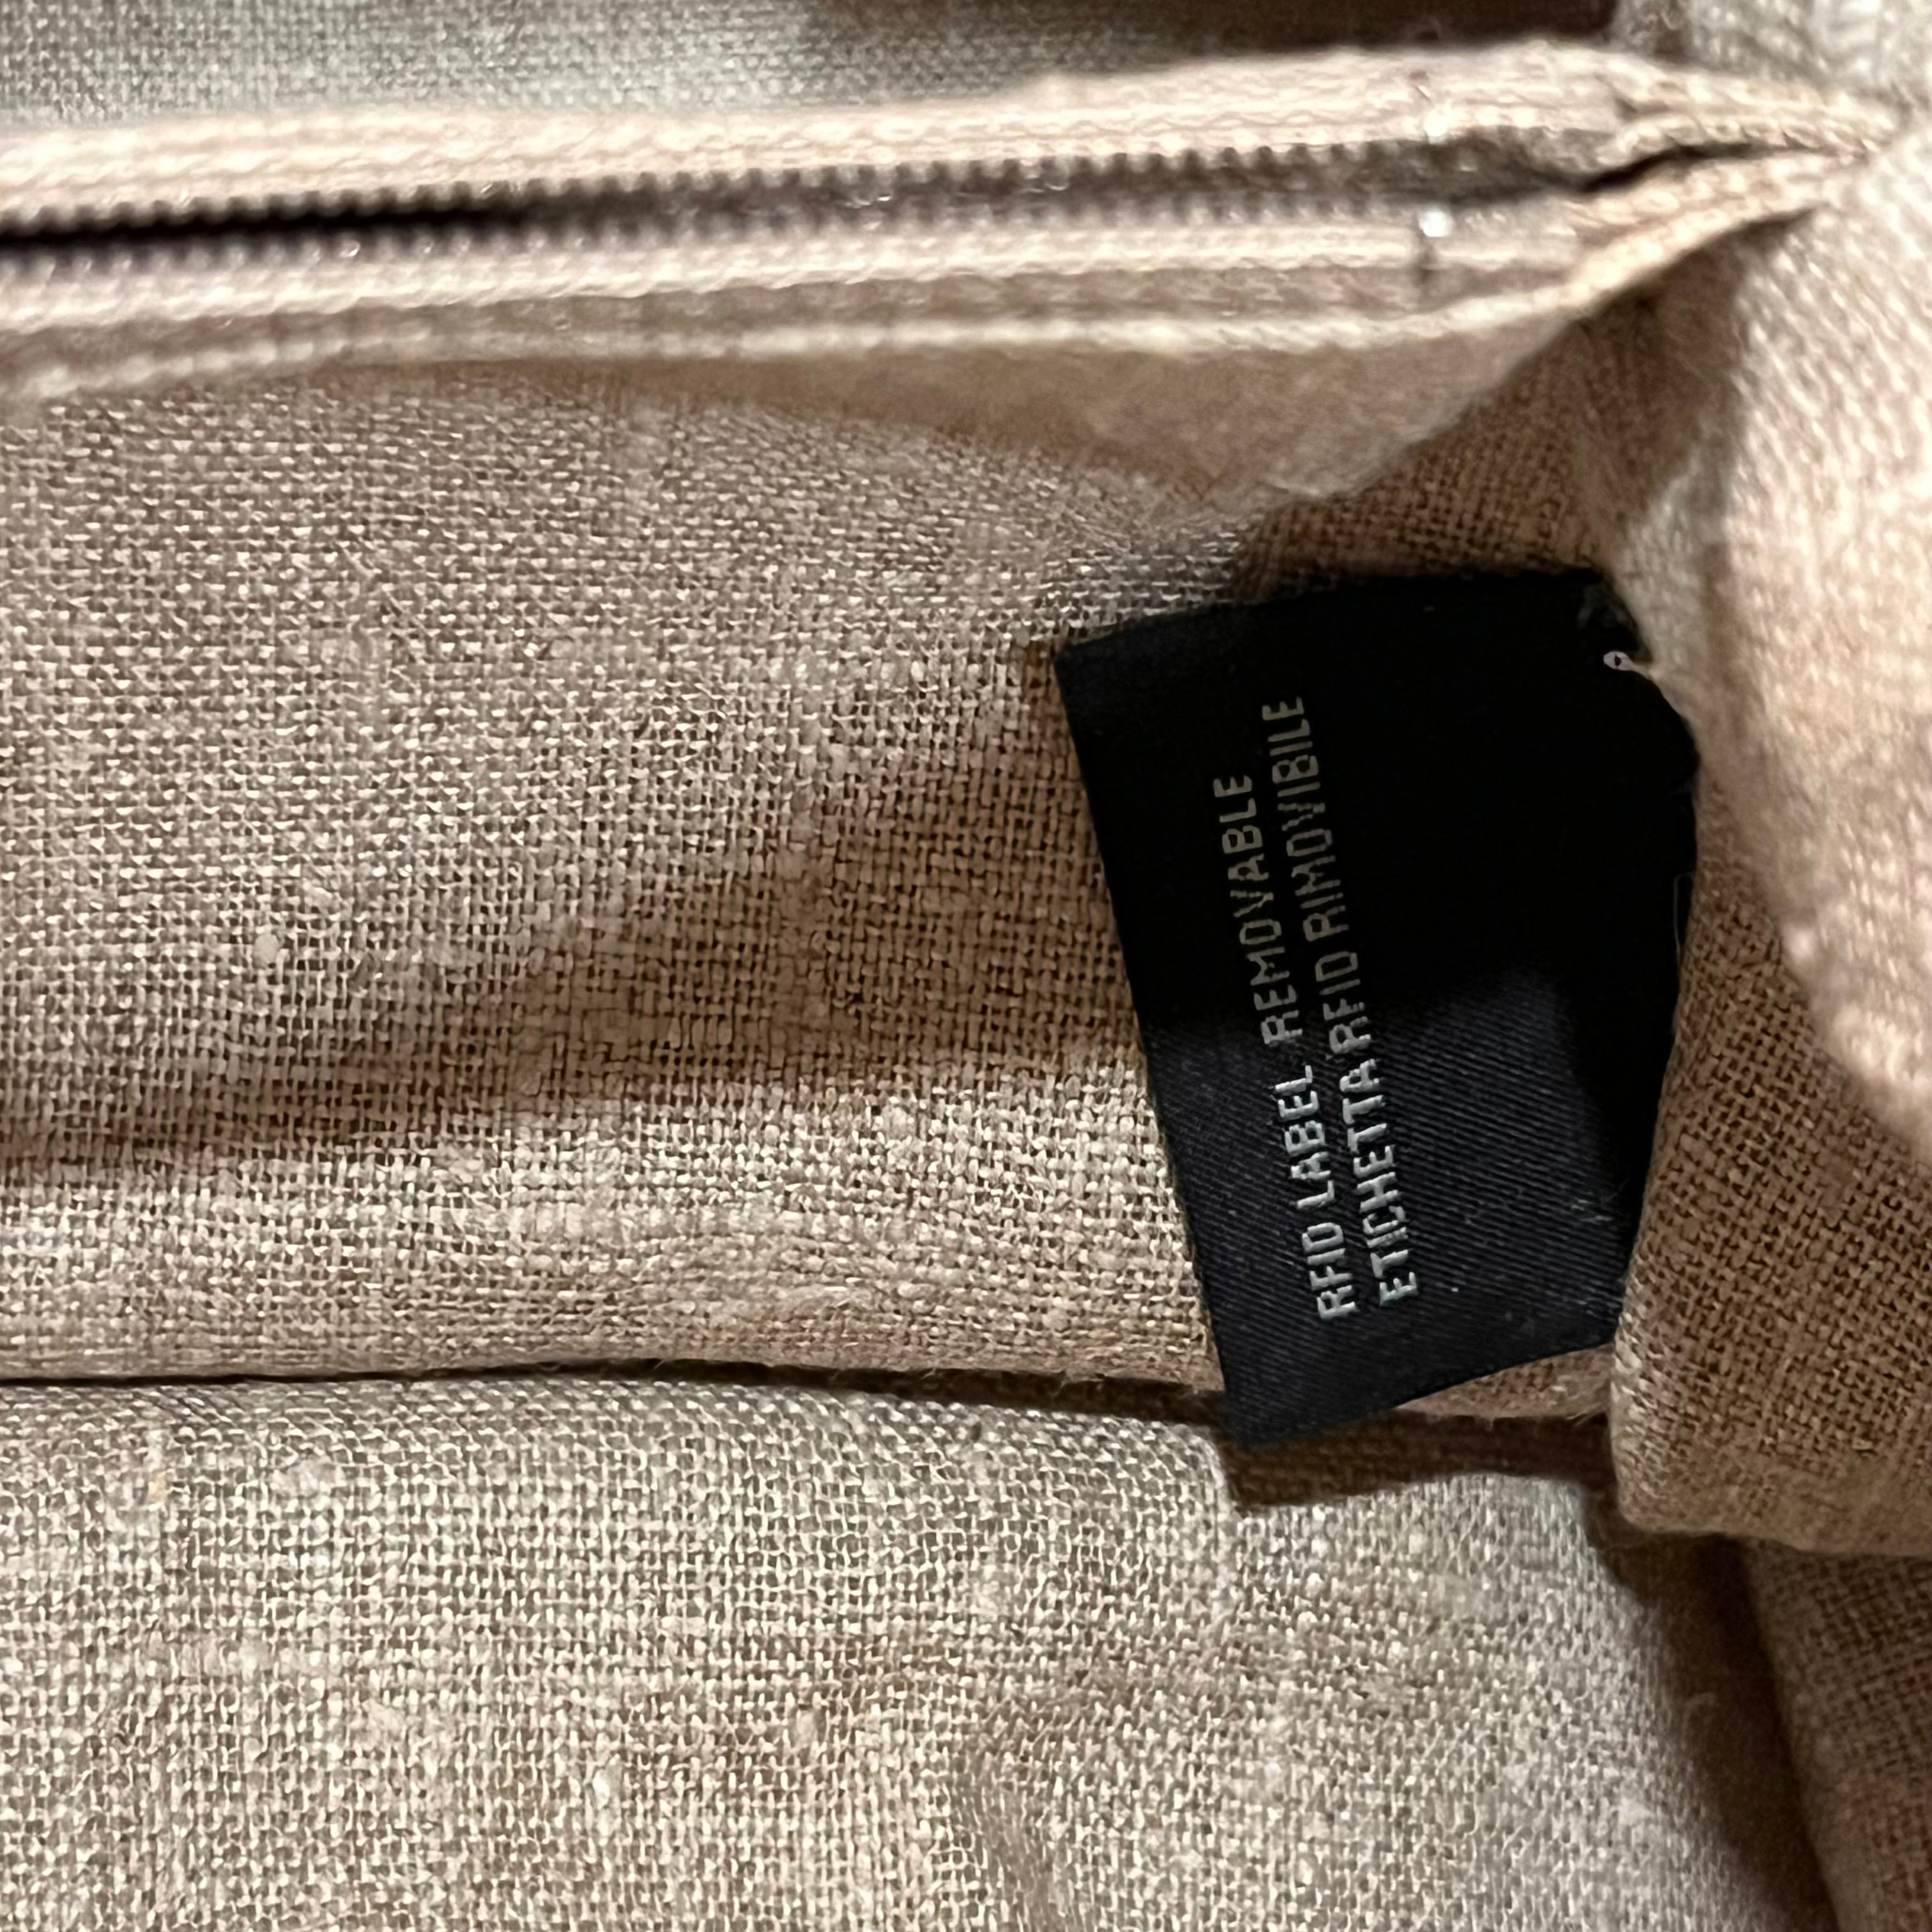 RFID LABEL REMOVABLE
ETICHETTA RFID RIMOVIBILE